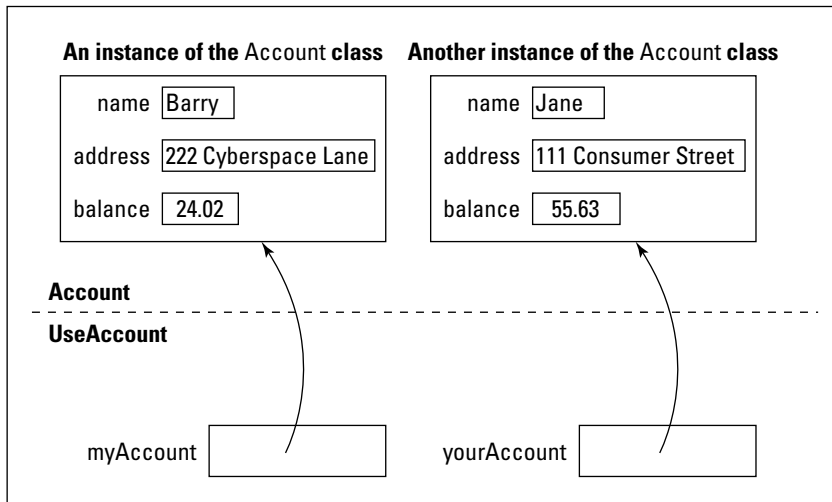 An instance of the Account class
name Barry
address 222 Cyberspace Lane
balance 24.02
Another instance of the Account class
name Jane
address 111 Consumer Street
balance 55.63
Account
UseAccount
myAccount
yourAccount